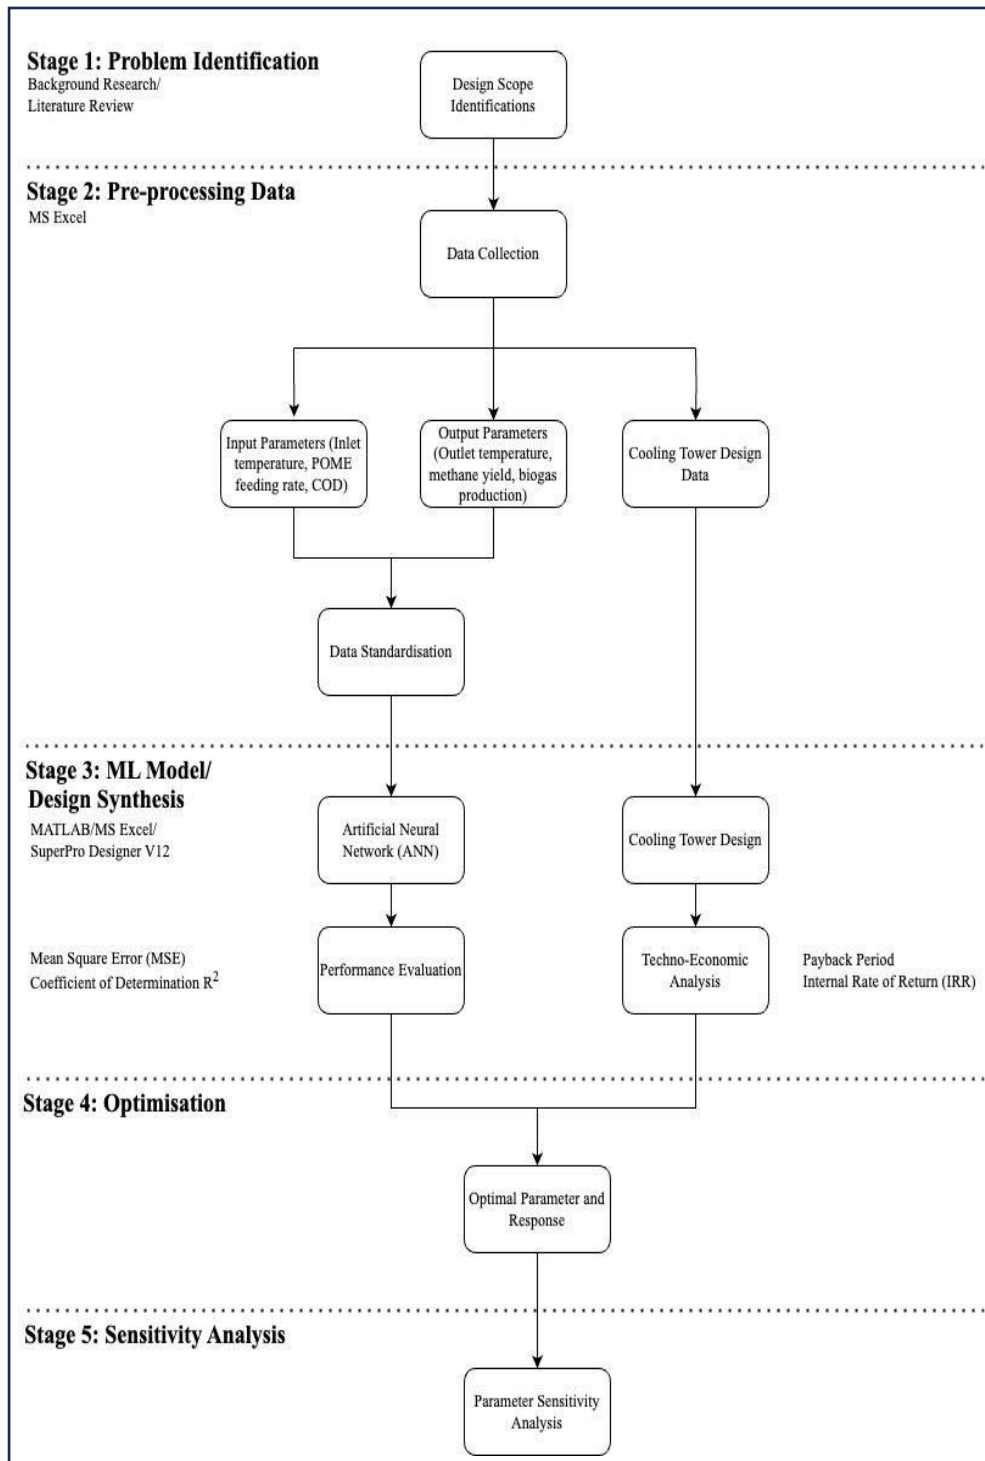 Stage 1: Problem Identification
Background Research/
Literature Review
Design Scope
Identifications
Stage 2: Pre-processing Data
MS Excel
Data Collection
Input Parameters (Inlet
temperature, POME
feeding rate, COD)
Output Parameters
(Outlet temperature,
methane yield, biogas
production)
Cooling Tower Design
Data
Data Standardisation
Stage 3: ML Model/
Design Synthesis
MATLAB/MS Excel/
SuperPro Designer V12
Artificial Neural
Network (ANN)
Cooling Tower Design
Mean Square Error (MSE)
Coefficient of Determination R²
Performance Evaluation
Techno-Economic
Analysis
Payback Period
Internal Rate of Return (IRR)
Stage 4: Optimisation
Optimal Parameter and
Response
Stage 5: Sensitivity Analysis
Parameter Sensitivity
Analysis